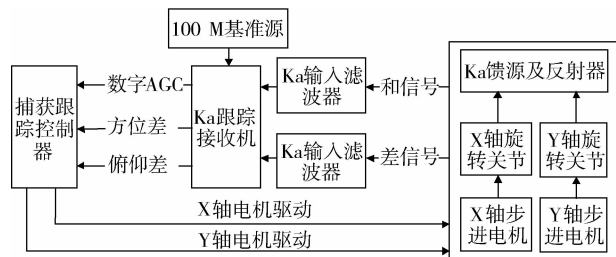 100 M基准源
Ka输入滤
波器
和信号
Ka馈源及反射器
数字AGC
捕获跟
踪控制
器
方位差
Ka跟踪
接收机
俯仰差
Ka输入滤
波器
差信号
X轴旋
转关节
Y轴旋
转关节
X轴步
进电机
Y轴步
进电机
X轴电机驱动
Y轴电机驱动